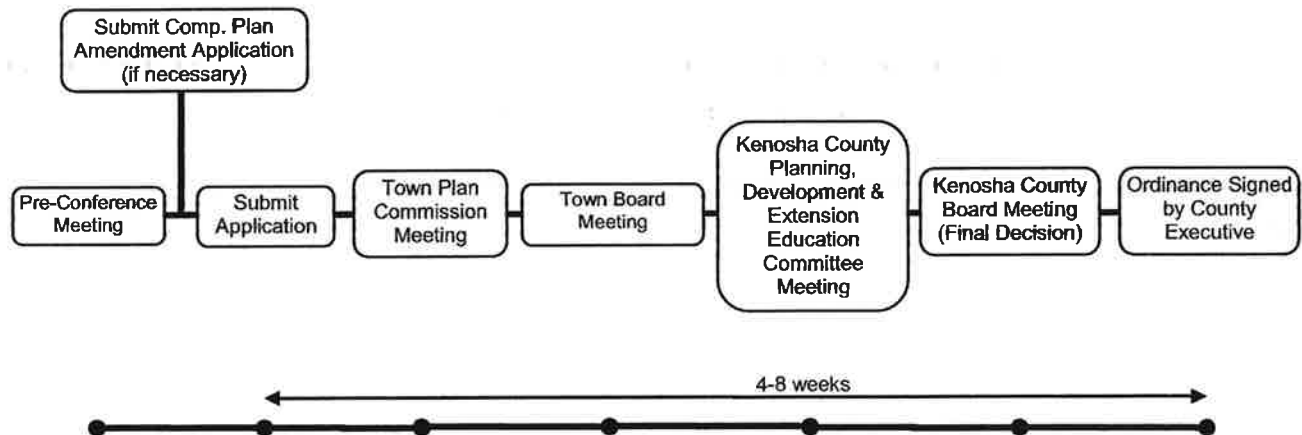 Submit Comp. Plan
Amendment Application
(if necessary)
Pre-Conference
Meeting
Submit
Application
Town Plan
Commission
Meeting
Town Board
Meeting
Kenosha County
Planning,
Development &
Extension
Education
Committee
Meeting
Kenosha County
Board Meeting
(Final Decision)
Ordinance Signed
by County
Executive
4-8 weeks